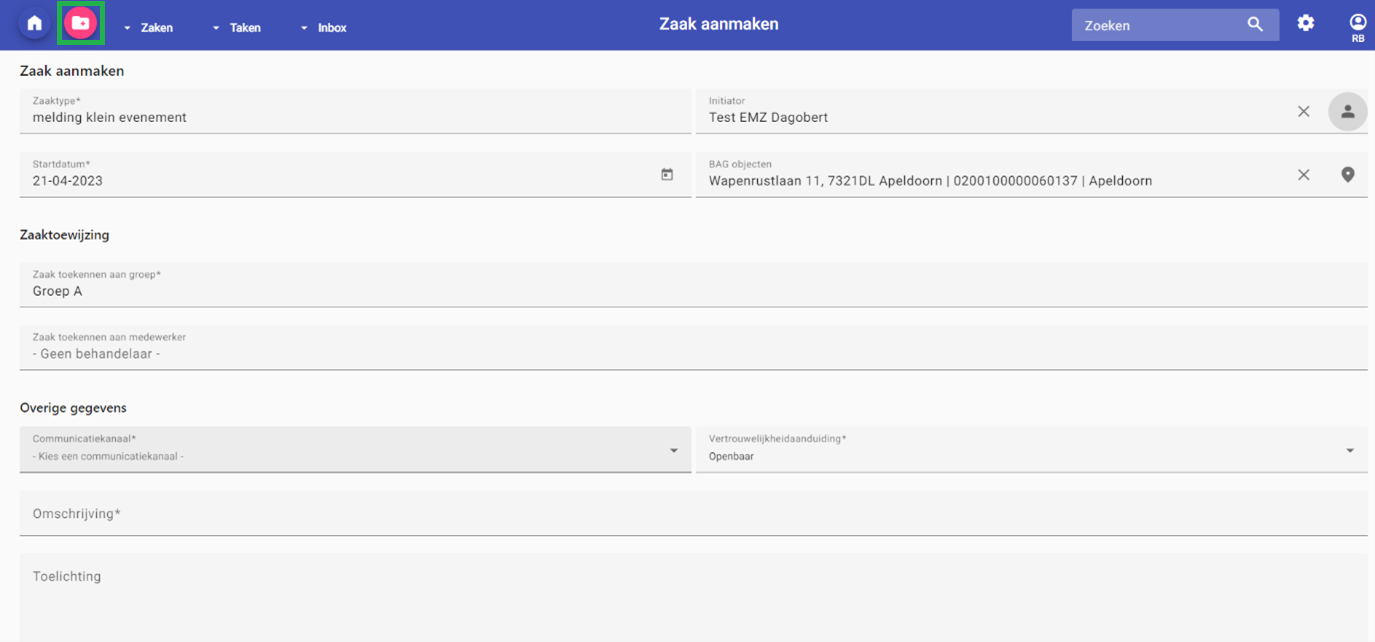 Zaken
Taken
Inbox
Zaak aanmaken
Zoeken
RB
Zaak aanmaken
Zaaktype*
melding klein evenement
Initiator
Test EMZ Dagobert
Startdatum*
21-04-2023
BAG objecten
Wapenrustlaan 11, 7321DL Apeldoorn | 0200100000060137 | Apeldoorn
Zaaktoewijzing
Zaak toekennen aan groep*
Groep A
Zaak toekennen aan medewerker
- Geen behandelaar -
Overige gegevens
Communicatiekanaal*
- Kies een communicatiekanaal -
Vertrouwelijkheidaanduiding*
Openbaar
Omschrijving*
Toelichting